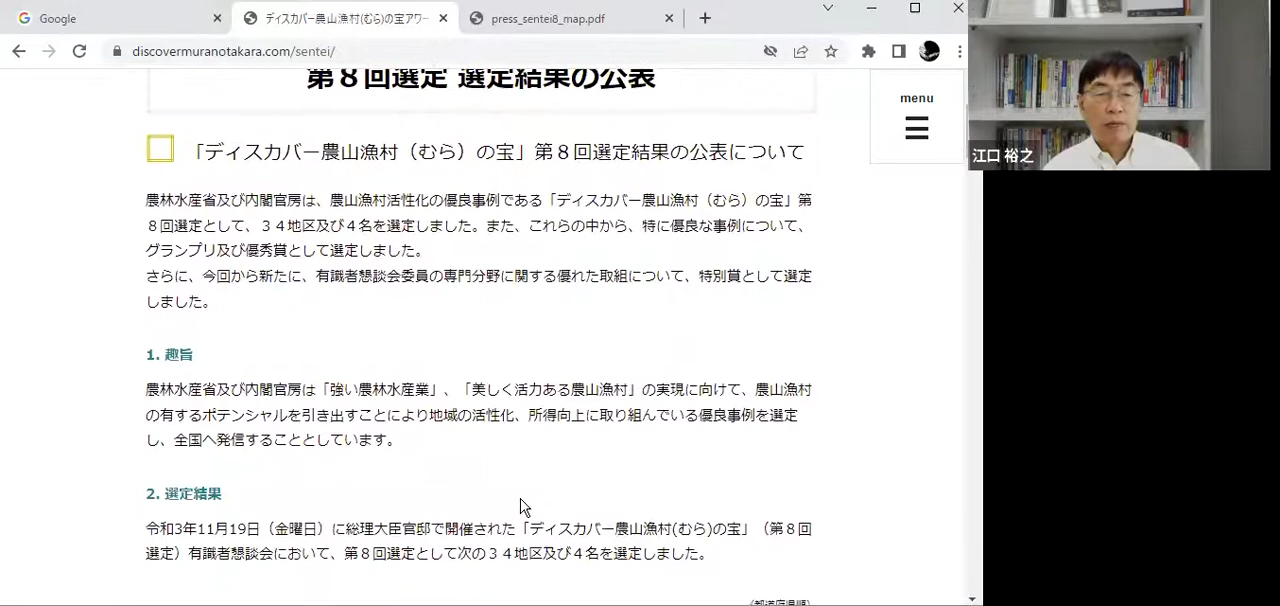 Google
ディスカバー農山漁村(むら)の宝アワー
press_sentei8_map.pdf
discovermuranotakara.com/sentei/
第８回選定 選定結果の公表
menu
「ディスカバー農山漁村（むら）の宝」第８回選定結果の公表について
江口 裕之
農林水産省及び内閣官房は、農山漁村活性化の優良事例である「ディスカバー農山漁村（むら）の宝」第
８回選定として、３４地区及び４名を選定しました。また、これらの中から、特に優良な事例について、
グランプリ及び優秀賞として選定しました。
さらに、今回から新たに、有識者懇談会委員の専門分野に関する優れた取組について、特別賞として選定
しました。
1. 趣旨
農林水産省及び内閣官房は「強い農林水産業」、「美しく活力ある農山漁村」の実現に向けて、農山漁村
の有するポテンシャルを引き出すことにより地域の活性化、所得向上に取り組んでいる優良事例を選定
し、全国へ発信することとしています。
2. 選定結果
令和3年11月19日（金曜日）に総理大臣官邸で開催された「ディスカバー農山漁村(むら)の宝」（第８回
選定）有識者懇談会において、第８回選定として次の３４地区及び４名を選定しました。
（都道府県順）